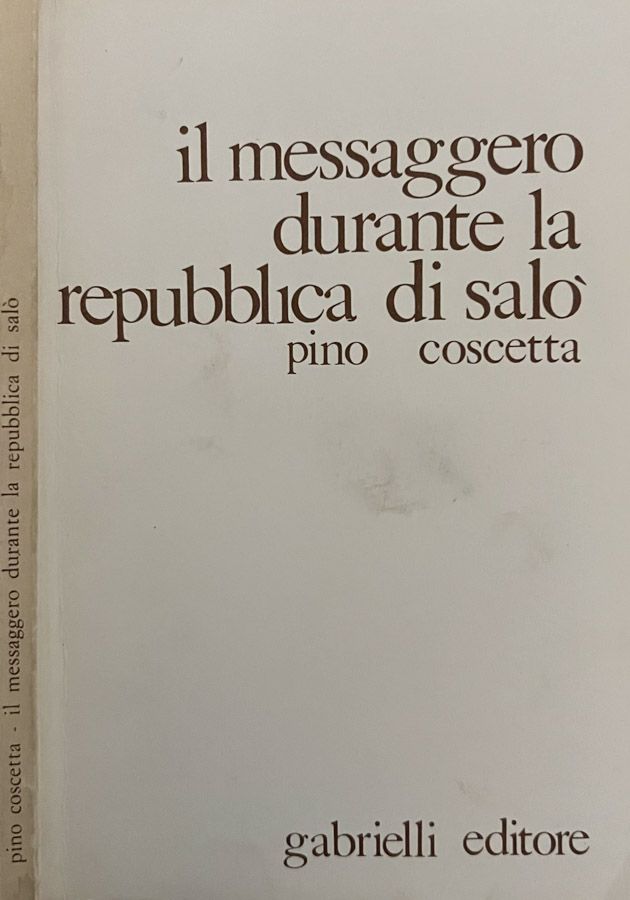 il messaggero
durante la
repubblica di salò
pino coscetta
gabrielli editore
pino coscetta - il messaggero durante la repubblica di salò